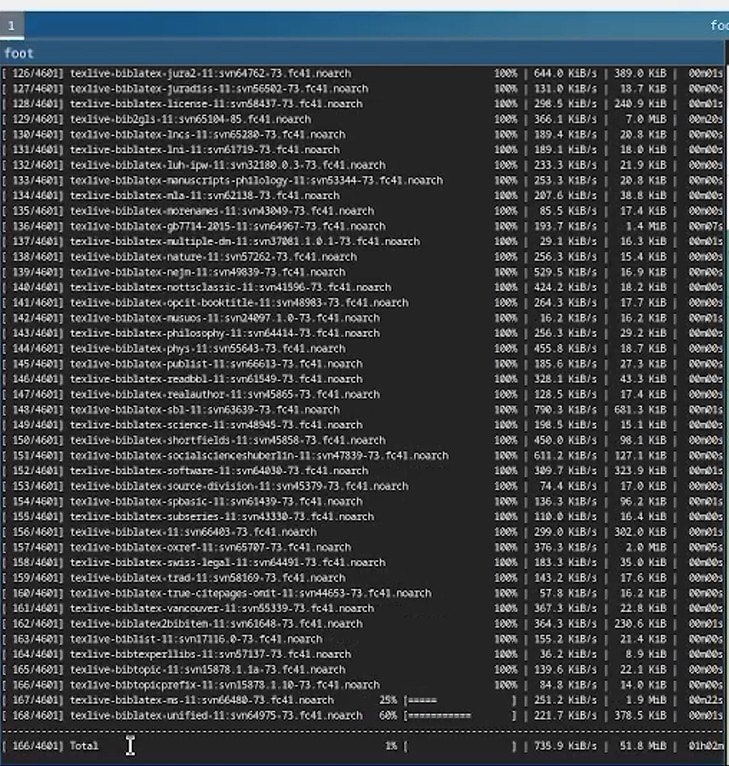 1 foo
foot
[ 126/4601] texlive-biblatex-jura2-11:svn64762-73.fc41.noarch 100% | 644.0 KiB/s | 389.0 KiB | 00m01s
[ 127/4601] texlive-biblatex-juradiss-11:svn56502-73.fc41.noarch 100% | 131.0 KiB/s | 18.7 KiB | 00m00s
[ 128/4601] texlive-biblatex-license-11:svn58437-73.fc41.noarch 100% | 298.5 KiB/s | 240.9 KiB | 00m01s
[ 129/4601] texlive-bib2gls-11:svn65104-85.fc41.noarch 100% | 366.1 KiB/s | 7.0 MiB | 00m20s
[ 130/4601] texlive-biblatex-lncs-11:svn65280-73.fc41.noarch 100% | 189.4 KiB/s | 20.8 KiB | 00m00s
[ 131/4601] texlive-biblatex-lni-11:svn61719-73.fc41.noarch 100% | 189.1 KiB/s | 18.0 KiB | 00m00s
[ 132/4601] texlive-biblatex-luh-ipw-11:svn32180.0.3-73.fc41.noarch 100% | 233.3 KiB/s | 21.9 KiB | 00m00s
[ 133/4601] texlive-biblatex-manuscripts-philology-11:svn53344-73.fc41.noarch 100% | 253.3 KiB/s | 20.8 KiB | 00m00s
[ 134/4601] texlive-biblatex-mla-11:svn62138-73.fc41.noarch 100% | 207.6 KiB/s | 38.8 KiB | 00m00s
[ 135/4601] texlive-biblatex-morenames-11:svn43049-73.fc41.noarch 100% | 85.5 KiB/s | 17.4 KiB | 00m00s
[ 136/4601] texlive-biblatex-gb7714-2015-11:svn64967-73.fc41.noarch 100% | 193.7 KiB/s | 1.4 MiB | 00m07s
[ 137/4601] texlive-biblatex-multiple-dm-11:svn37081.1.0.1-73.fc41.noarch 100% | 29.1 KiB/s | 16.3 KiB | 00m01s
[ 138/4601] texlive-biblatex-nature-11:svn57262-73.fc41.noarch 100% | 256.3 KiB/s | 15.4 KiB | 00m00s
[ 139/4601] texlive-biblatex-nejm-11:svn49839-73.fc41.noarch 100% | 529.5 KiB/s | 16.9 KiB | 00m00s
[ 140/4601] texlive-biblatex-nottsclassic-11:svn41596-73.fc41.noarch 100% | 424.2 KiB/s | 18.2 KiB | 00m00s
[ 141/4601] texlive-biblatex-opcit-booktitle-11:svn48983-73.fc41.noarch 100% | 264.3 KiB/s | 17.7 KiB | 00m00s
[ 142/4601] texlive-biblatex-musuos-11:svn24097.1.0-73.fc41.noarch 100% | 16.2 KiB/s | 16.2 KiB | 00m01s
[ 143/4601] texlive-biblatex-philosophy-11:svn64414-73.fc41.noarch 100% | 256.3 KiB/s | 29.2 KiB | 00m00s
[ 144/4601] texlive-biblatex-phys-11:svn55643-73.fc41.noarch 100% | 455.8 KiB/s | 18.7 KiB | 00m00s
[ 145/4601] texlive-biblatex-publist-11:svn66613-73.fc41.noarch 100% | 185.6 KiB/s | 27.3 KiB | 00m00s
[ 146/4601] texlive-biblatex-readbbl-11:svn61549-73.fc41.noarch 100% | 328.1 KiB/s | 43.3 KiB | 00m00s
[ 147/4601] texlive-biblatex-realauthor-11:svn45865-73.fc41.noarch 100% | 128.5 KiB/s | 17.4 KiB | 00m00s
[ 148/4601] texlive-biblatex-sbl-11:svn63639-73.fc41.noarch 100% | 790.3 KiB/s | 681.3 KiB | 00m01s
[ 149/4601] texlive-biblatex-science-11:svn48945-73.fc41.noarch 100% | 198.5 KiB/s | 15.1 KiB | 00m00s
[ 150/4601] texlive-biblatex-shortfields-11:svn45858-73.fc41.noarch 100% | 450.0 KiB/s | 98.1 KiB | 00m00s
[ 151/4601] texlive-biblatex-socialscienceshuberlin-11:svn47839-73.fc41.noarch 100% | 611.2 KiB/s | 127.1 KiB | 00m00s
[ 152/4601] texlive-biblatex-software-11:svn64030-73.fc41.noarch 100% | 309.7 KiB/s | 323.9 KiB | 00m01s
[ 153/4601] texlive-biblatex-source-division-11:svn45379-73.fc41.noarch 100% | 74.4 KiB/s | 17.0 KiB | 00m00s
[ 154/4601] texlive-biblatex-spbasic-11:svn61439-73.fc41.noarch 100% | 136.3 KiB/s | 96.2 KiB | 00m01s
[ 155/4601] texlive-biblatex-subseries-11:svn43330-73.fc41.noarch 100% | 110.0 KiB/s | 16.4 KiB | 00m00s
[ 156/4601] texlive-biblatex-11:svn66403-73.fc41.noarch 100% | 299.0 KiB/s | 302.0 KiB | 00m01s
[ 157/4601] texlive-biblatex-oxref-11:svn65707-73.fc41.noarch 100% | 376.3 KiB/s | 2.0 MiB | 00m05s
[ 158/4601] texlive-biblatex-swiss-legal-11:svn64491-73.fc41.noarch 100% | 183.3 KiB/s | 35.0 KiB | 00m00s
[ 159/4601] texlive-biblatex-trad-11:svn58169-73.fc41.noarch 100% | 143.2 KiB/s | 17.6 KiB | 00m00s
[ 160/4601] texlive-biblatex-true-citepages-omit-11:svn44653-73.fc41.noarch 100% | 57.8 KiB/s | 16.2 KiB | 00m00s
[ 161/4601] texlive-biblatex-vancouver-11:svn55339-73.fc41.noarch 100% | 367.3 KiB/s | 22.8 KiB | 00m00s
[ 162/4601] texlive-biblatex2bibitem-11:svn61648-73.fc41.noarch 100% | 364.3 KiB/s | 230.6 KiB | 00m01s
[ 163/4601] texlive-biblist-11:svn17116.0-73.fc41.noarch 100% | 155.2 KiB/s | 21.4 KiB | 00m00s
[ 164/4601] texlive-bibtexperllibs-11:svn57137-73.fc41.noarch 100% | 36.2 KiB/s | 8.9 KiB | 00m00s
[ 165/4601] texlive-bibtopic-11:svn15878.1.1a-73.fc41.noarch 100% | 139.6 KiB/s | 22.1 KiB | 00m00s
[ 166/4601] texlive-bibtopicprefix-11:svn15878.1.10-73.fc41.noarch 100% | 84.8 KiB/s | 14.0 KiB | 00m00s
[ 167/4601] texlive-bibtex-ms-11:svn66480-73.fc41.noarch 25% [===== ] | 251.2 KiB/s | 1.9 MiB | 00m22s
[ 168/4601] texlive-biblatex-unified-11:svn64975-73.fc41.noarch 60% [=========== ] | 221.7 KiB/s | 378.5 KiB | 00m01s
[ 166/4601] Total 1% [ ] | 735.9 KiB/s | 51.8 MiB | 01h02m